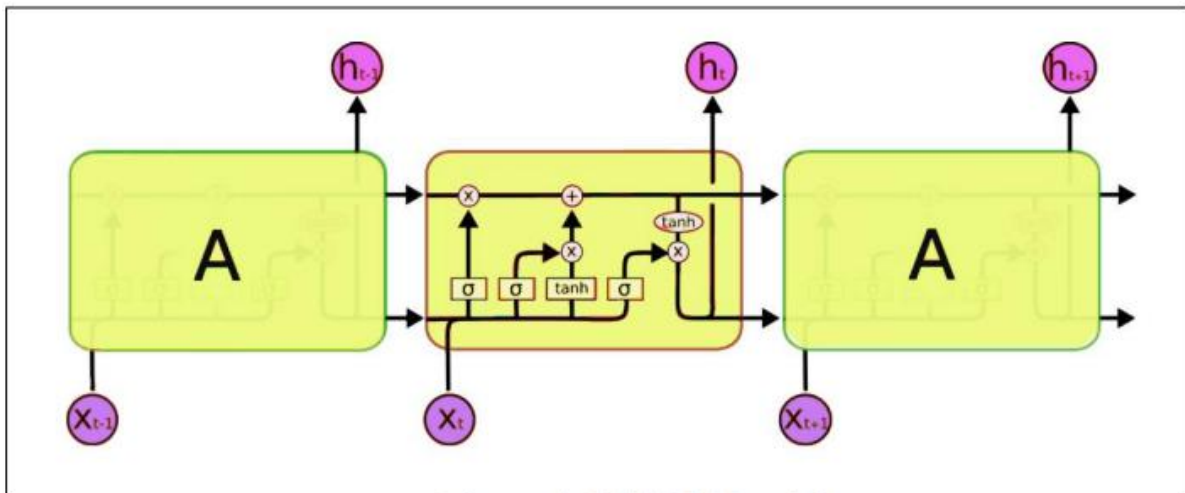 h t-1 h t h t+1
x +
tanh
A x x A
σ σ tanh σ
X t-1 X t X t+1